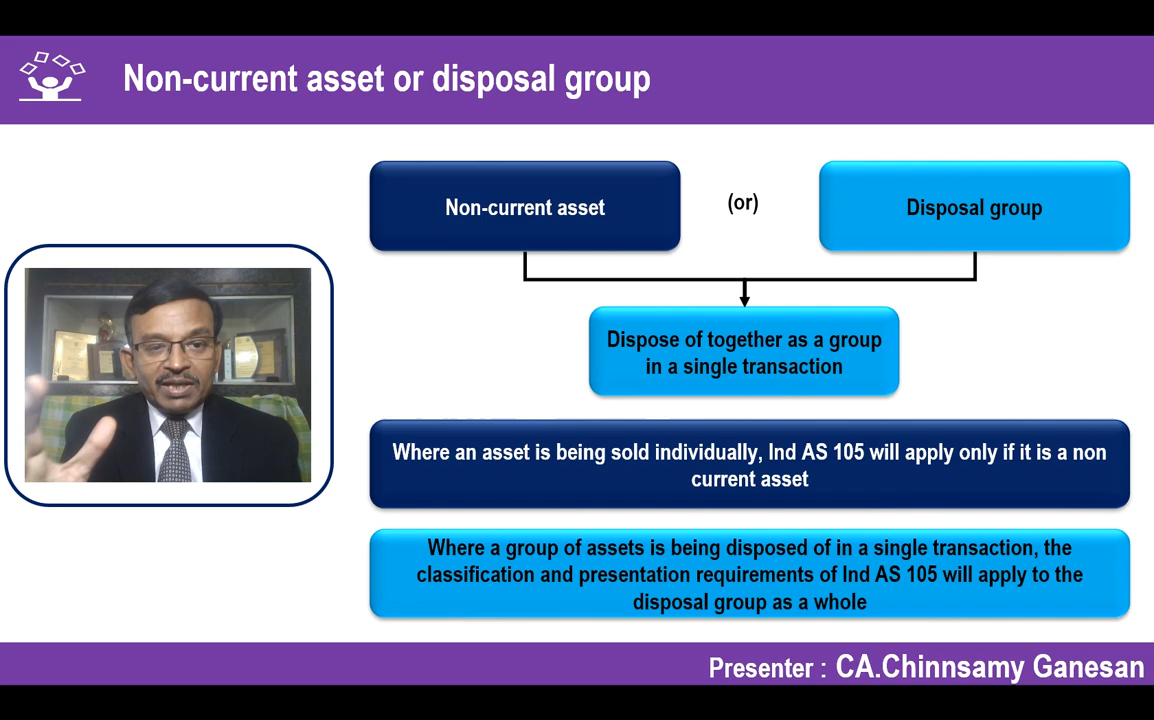 Non-current asset or disposal group
Non-current asset
(or)
Disposal group
Dispose of together as a group
in a single transaction
Where an asset is being sold individually, Ind AS 105 will apply only if it is a non
current asset
Where a group of assets is being disposed of in a single transaction, the
classification and presentation requirements of Ind AS 105 will apply to the
disposal group as a whole
Presenter : CA.Chinnsamy Ganesan